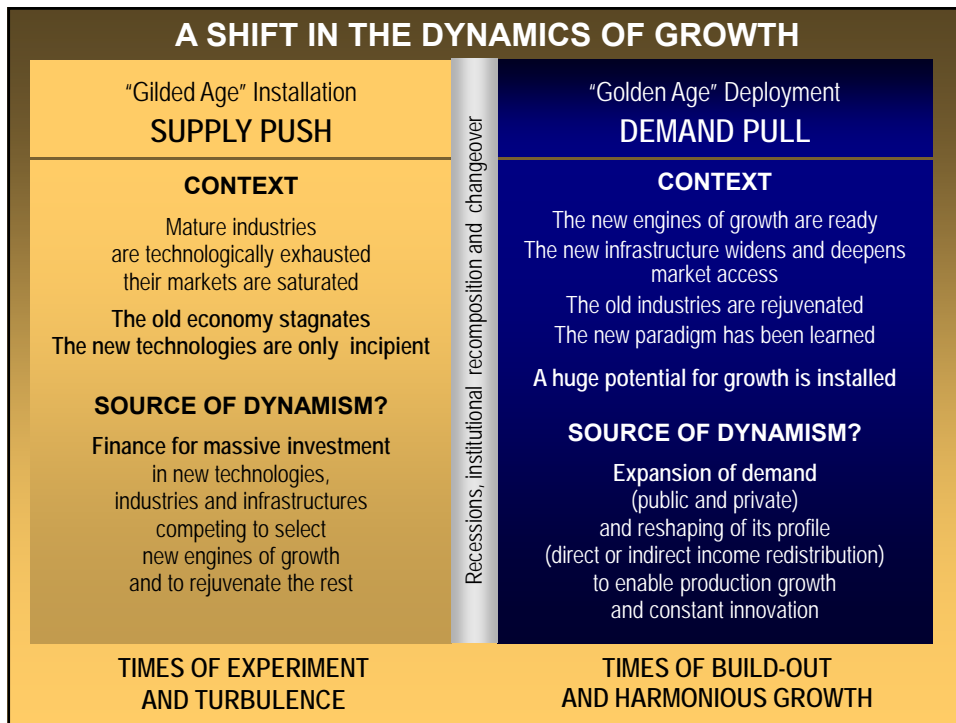 A SHIFT IN THE DYNAMICS OF GROWTH
“Gilded Age” Installation
SUPPLY PUSH
CONTEXT
Mature industries
are technologically exhausted
their markets are saturated
The old economy stagnates
The new technologies are only incipient
SOURCE OF DYNAMISM?
Finance for massive investment
in new technologies,
industries and infrastructures
competing to select
new engines of growth
and to rejuvenate the rest
TIMES OF EXPERIMENT
AND TURBULENCE
Recessions, institutional recomposition and changeover
“Golden Age” Deployment
DEMAND PULL
CONTEXT
The new engines of growth are ready
The new infrastructure widens and deepens
market access
The old industries are rejuvenated
The new paradigm has been learned
A huge potential for growth is installed
SOURCE OF DYNAMISM?
Expansion of demand
(public and private)
and reshaping of its profile
(direct or indirect income redistribution)
to enable production growth
and constant innovation
TIMES OF BUILD-OUT
AND HARMONIOUS GROWTH